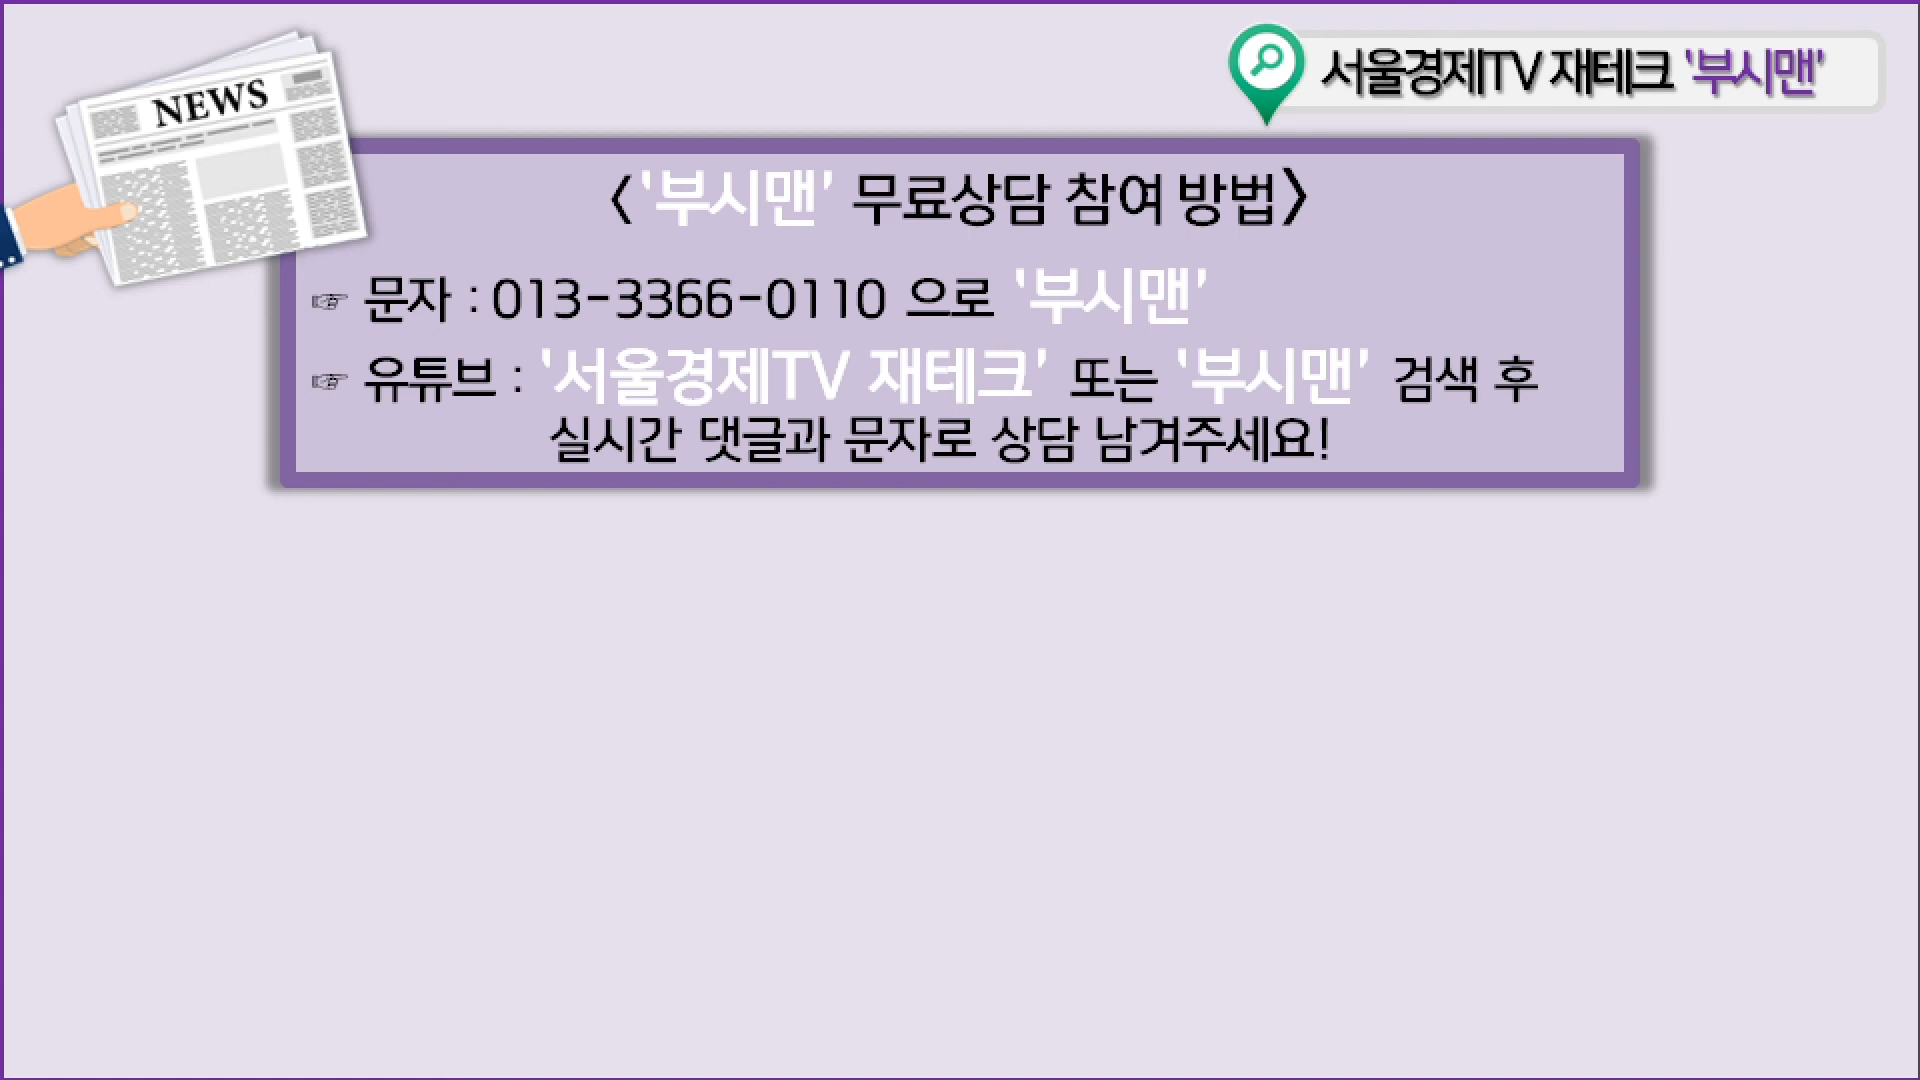 NEWS
서울경제TV 재테크 '부시맨'
<'부시맨' 무료상담 참여 방법>
☞ 문자 : 013-3366-0110 으로 '부시맨'
☞ 유튜브 : '서울경제TV 재테크' 또는 '부시맨' 검색 후
실시간 댓글과 문자로 상담 남겨주세요!